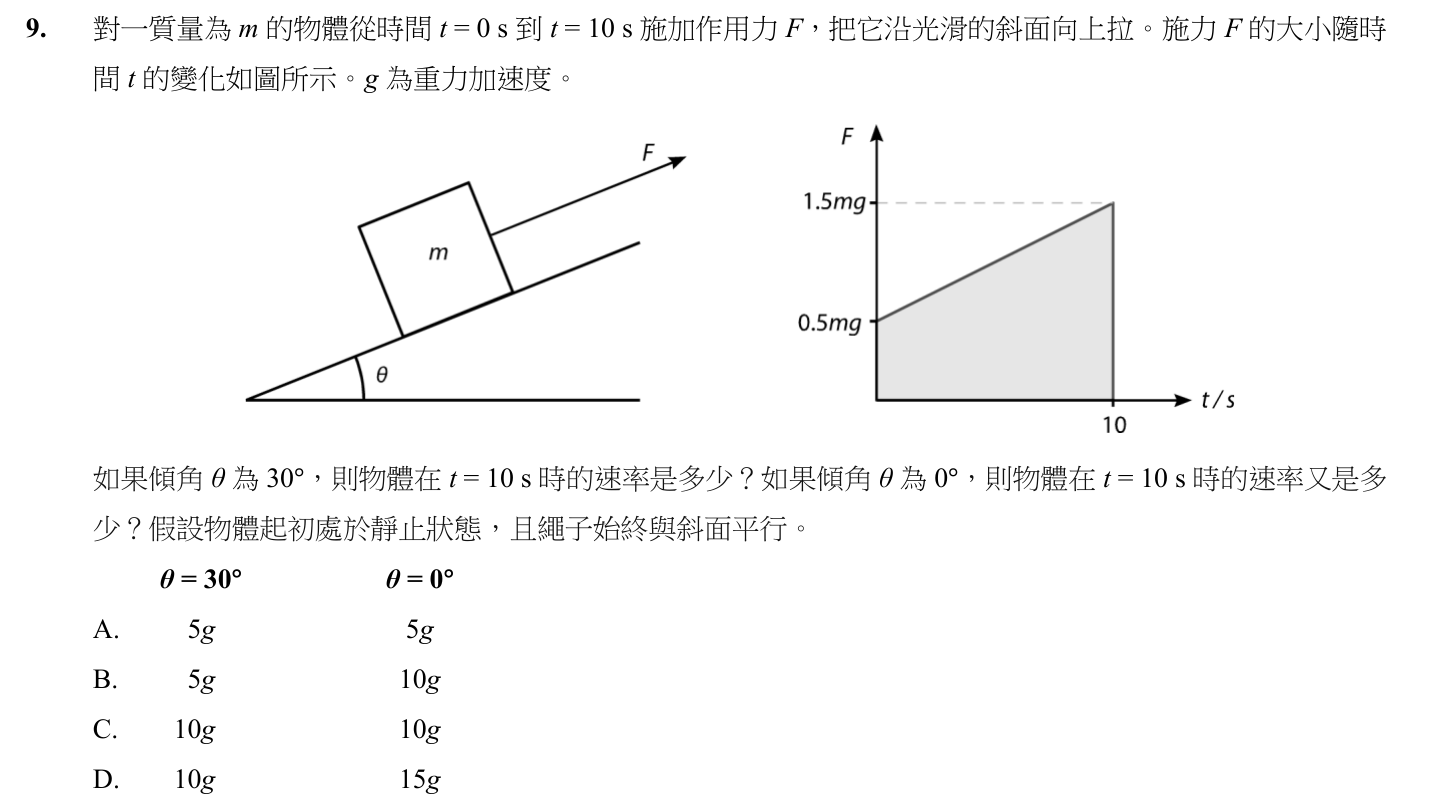 9. 對一質量為 m 的物體從時間 t = 0 s 到 t = 10 s 施加作用力 F，把它沿光滑的斜面向上拉。施力 F 的大小隨時
間 t 的變化如圖所示。g 為重力加速度。
F
m
θ
F
1.5mg
0.5mg
t/s
10
如果傾角 θ 為 30°，則物體在 t = 10 s 時的速率是多少？如果傾角 θ 為 0°，則物體在 t = 10 s 時的速率又是多
少？假設物體起初處於靜止狀態，且繩子始終與斜面平行。
θ = 30° θ = 0°
A. 5g 5g
B. 5g 10g
C. 10g 10g
D. 10g 15g